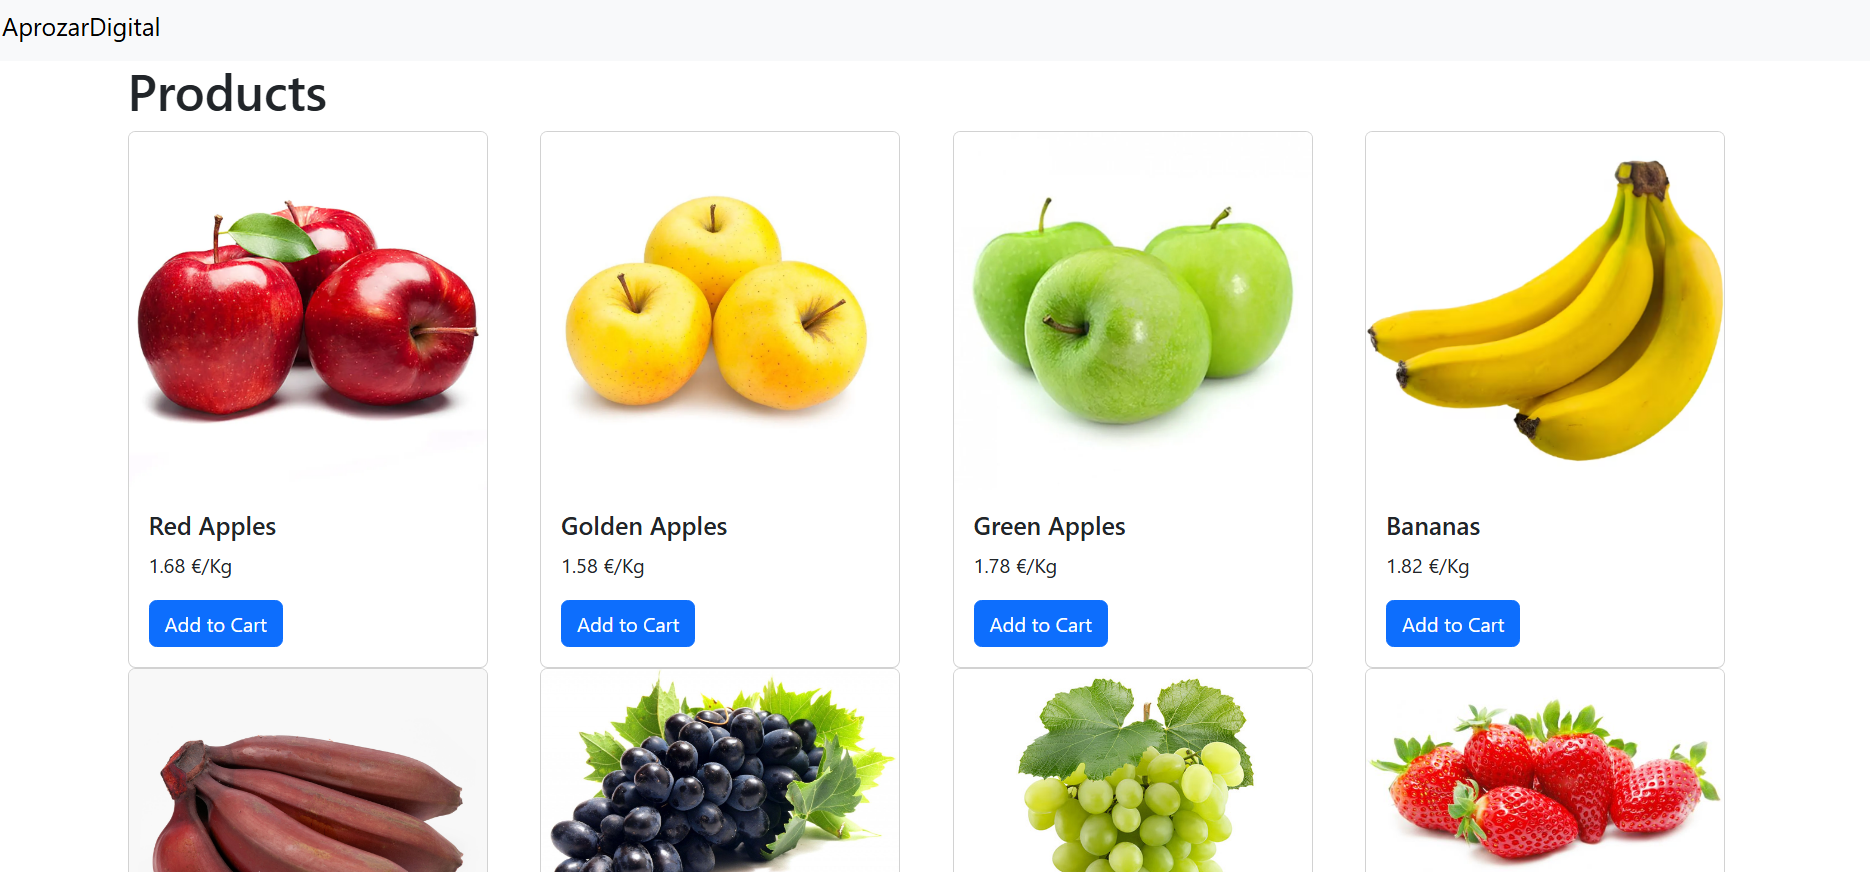 AprozarDigital
Products
Red Apples
1.68 €/Kg
Add to Cart
Golden Apples
1.58 €/Kg
Add to Cart
Green Apples
1.78 €/Kg
Add to Cart
Bananas
1.82 €/Kg
Add to Cart